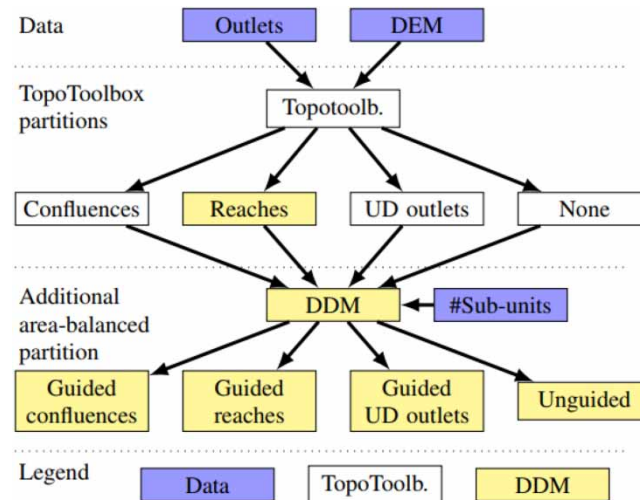 Data
Outlets
DEM
TopoToolbox
partitions
Topotoolb.
Confluences
Reaches
UD outlets
None
Additional
area-balanced
partition
DDM
#Sub-units
Guided
confluences
Guided
reaches
Guided
UD outlets
Unguided
Legend
Data
TopoToolb.
DDM